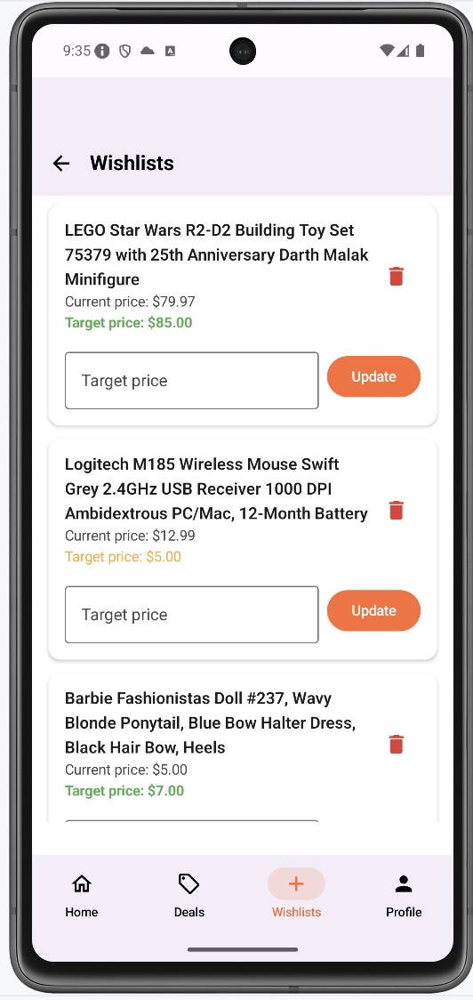 9:35
A
Wishlists
LEGO Star Wars R2-D2 Building Toy Set
75379 with 25th Anniversary Darth Malak
Minifigure
Current price: $79.97
Target price: $85.00
Target price
Update
Logitech M185 Wireless Mouse Swift
Grey 2.4GHz USB Receiver 1000 DPI
Ambidextrous PC/Mac, 12-Month Battery
Current price: $12.99
Target price: $5.00
Target price
Update
Barbie Fashionistas Doll #237, Wavy
Blonde Ponytail, Blue Bow Halter Dress,
Black Hair Bow, Heels
Current price: $5.00
Target price: $7.00
Home
Deals
Wishlists
Profile